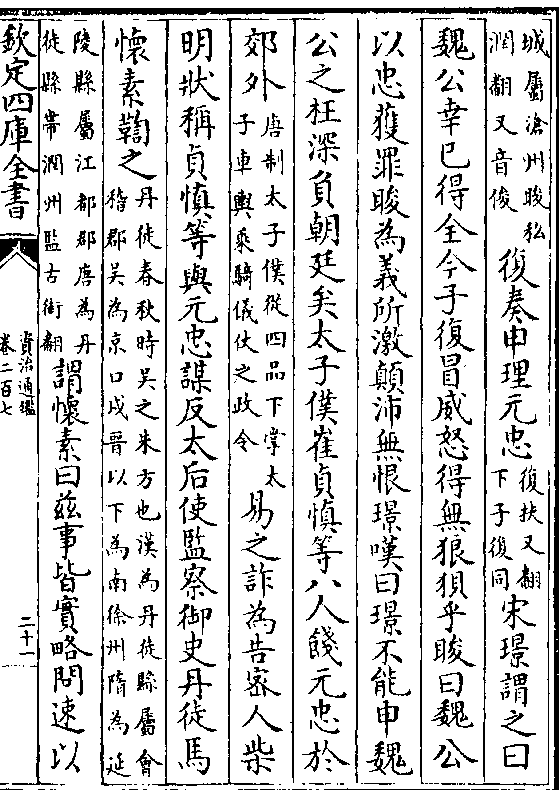 城屬滄州晙私
潤翻又音俊
復奏申理元忠
復扶又翻
下子復同
宋璟謂之曰
魏公幸已得全今子復冒威怒得無狼狽乎晙曰魏公
以忠獲罪晙為義所激顛沛無恨璟嘆曰璟不能申魏
公之枉深負朝廷矣太子僕崔貞慎等八人餞元忠於
郊外
唐制太子僕從四品下掌太
子車輿乘騎儀仗之政令
易之詐為告密人柴
明狀稱貞慎等與元忠謀反太后使監察御史丹徒馬
懷素鞫之
丹徒春秋時吳之朱方也漢為丹徒縣屬會
稽郡吳為京口戍晉以下為南徐州隋為延
陵縣屬江都郡唐為丹
徒縣帶潤州監古銜翻
謂懷素曰兹事皆實略問速以
欽定四庫全書
資治通鑑
卷二百七
二十一